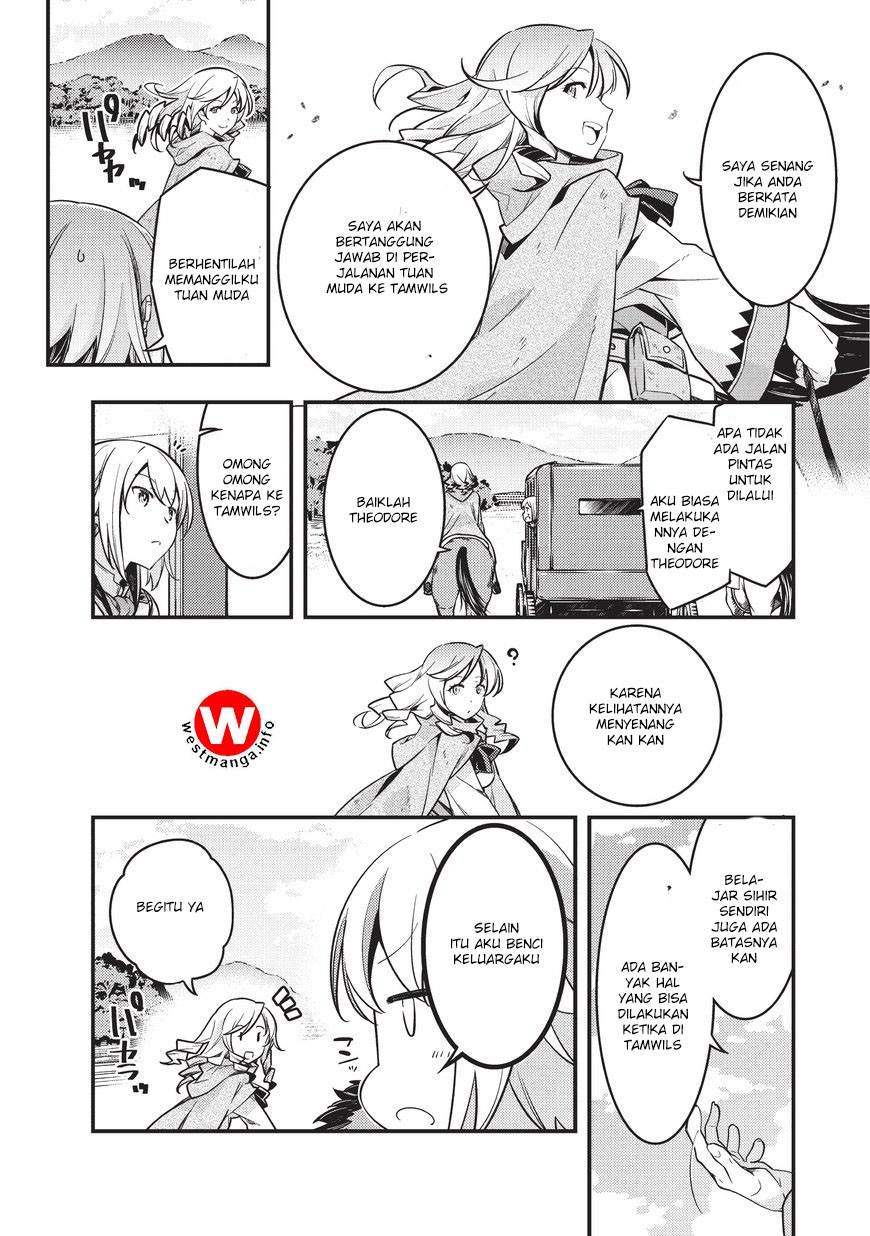 SAYA SENANG
JIKA ANDA
BERKATA
DEMIKIAN
SAYA AKAN
BERTANGGUNG
JAWAB DI PER-
JALANAN TUAN
MUDA KE TAMWILS
パ
カ
ラ
BERHENTILAH
MEMANGGILKU
TUAN MUDA
APA TIDAK
ADA JALAN
PINTAS
UNTUK
DILALUI
AKU BIASA
MELAKUKA
NNYA DE-
NGAN
THEODORE
BAIKLAH
THEODORE
OMONG
OMONG
KENAPA KE
TAMWILS?
KARENA
KELIHATANNYA
MENYENANG
KAN KAN
?
W
westmanga.info
BELA-
JAR SIHIR
SENDIRI
JUGA ADA
BATASNYA
KAN
ADA BAN-
YAK HAL
YANG BISA
DILAKUKAN
KETIKA DI
TAMWILS
SELAIN
ITU AKU BENCI
KELUARGAKU
BEGITU YA